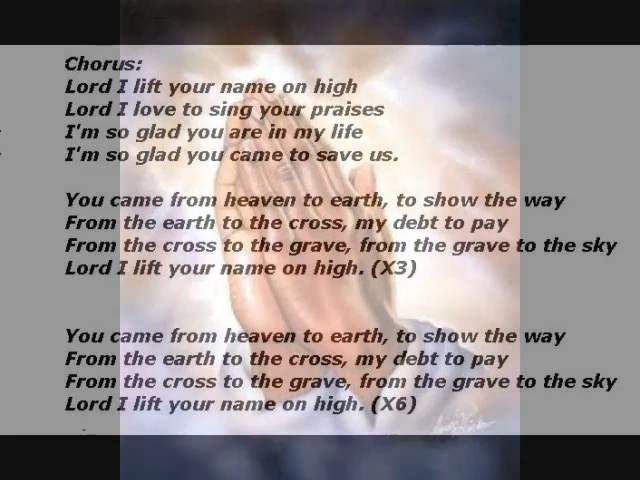 Chorus:
Lord I lift your name on high
Lord I love to sing your praises
I'm so glad you are in my life
I'm so glad you came to save us.
You came from heaven to earth, to show the way
From the earth to the cross, my debt to pay
From the cross to the grave, from the grave to the sky
Lord I lift your name on high. (X3)
You came from heaven to earth, to show the way
From the earth to the cross, my debt to pay
From the cross to the grave, from the grave to the sky
Lord I lift your name on high. (X6)